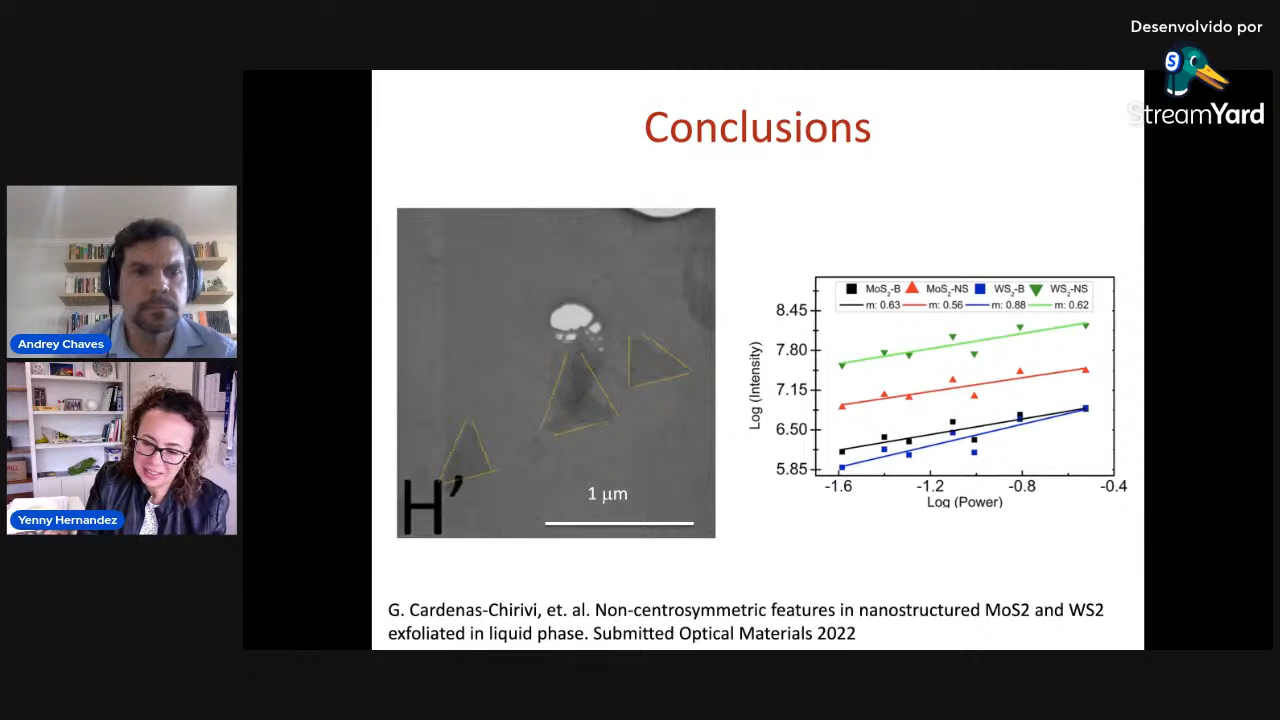 Desenvolvido por
StreamYard
Conclusions
Andrey Chaves
Yenny Hernandez
H’
1 μm
MoS2-B MoS2-NS WS2-B WS2-NS
m: 0.63 m: 0.56 m: 0.88 m: 0.62
Log (Intensity)
8.45
7.80
7.15
6.50
5.85
-1.6 -1.2 -0.8 -0.4
Log (Power)
G. Cardenas-Chirivi, et. al. Non-centrosymmetric features in nanostructured MoS2 and WS2
exfoliated in liquid phase. Submitted Optical Materials 2022